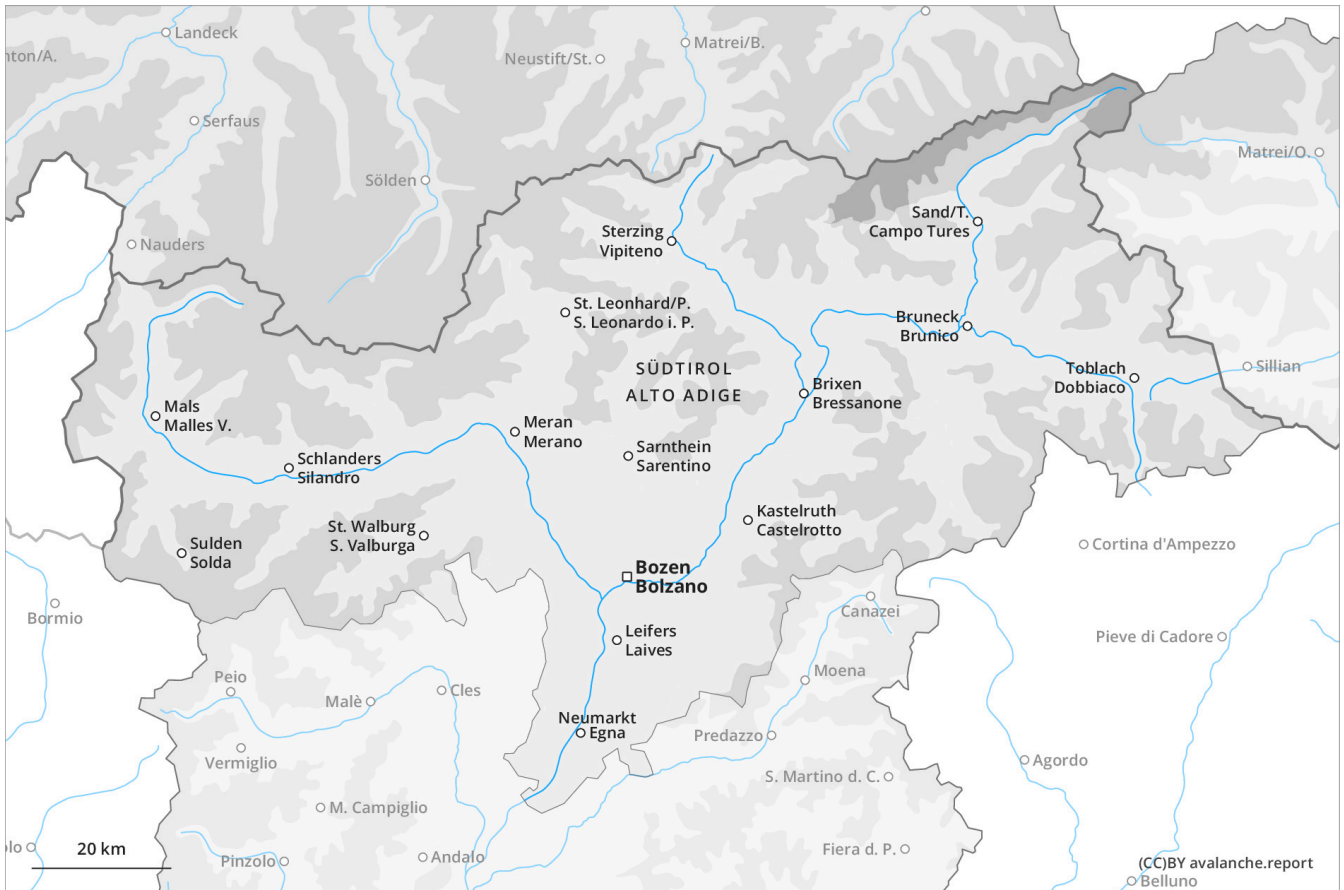 Landeck
Matrei/B.
nton/A.
Neustift/St.
Serfaus
Matrei/O.
Sölden
Sand/T.
Campo Tures
Sterzing
Vipiteno
Nauders
St. Leonhard/P.
S. Leonardo i. P.
Bruneck
Brunico
SÜDTIROL
ALTO ADIGE
Toblach
Dobbiaco
Sillian
Brixen
Bressanone
Mals
Malles V.
Meran
Merano
Schlanders
Silandro
Sarnthein
Sarentino
Kastelruth
Castelrotto
St. Walburg
S. Valburga
Sulden
Solda
Cortina d'Ampezzo
Bozen
Bolzano
Bormio
Canazei
Leifers
Laives
Pieve di Cadore
Peio
Malè
Cles
Moena
Neumarkt
Egna
Predazzo
Vermiglio
Agordo
S. Martino d. C.
M. Campiglio
20 km
Pinzolo
Andalo
Fiera d. P.
(CC)BY avalanche.report
Belluno